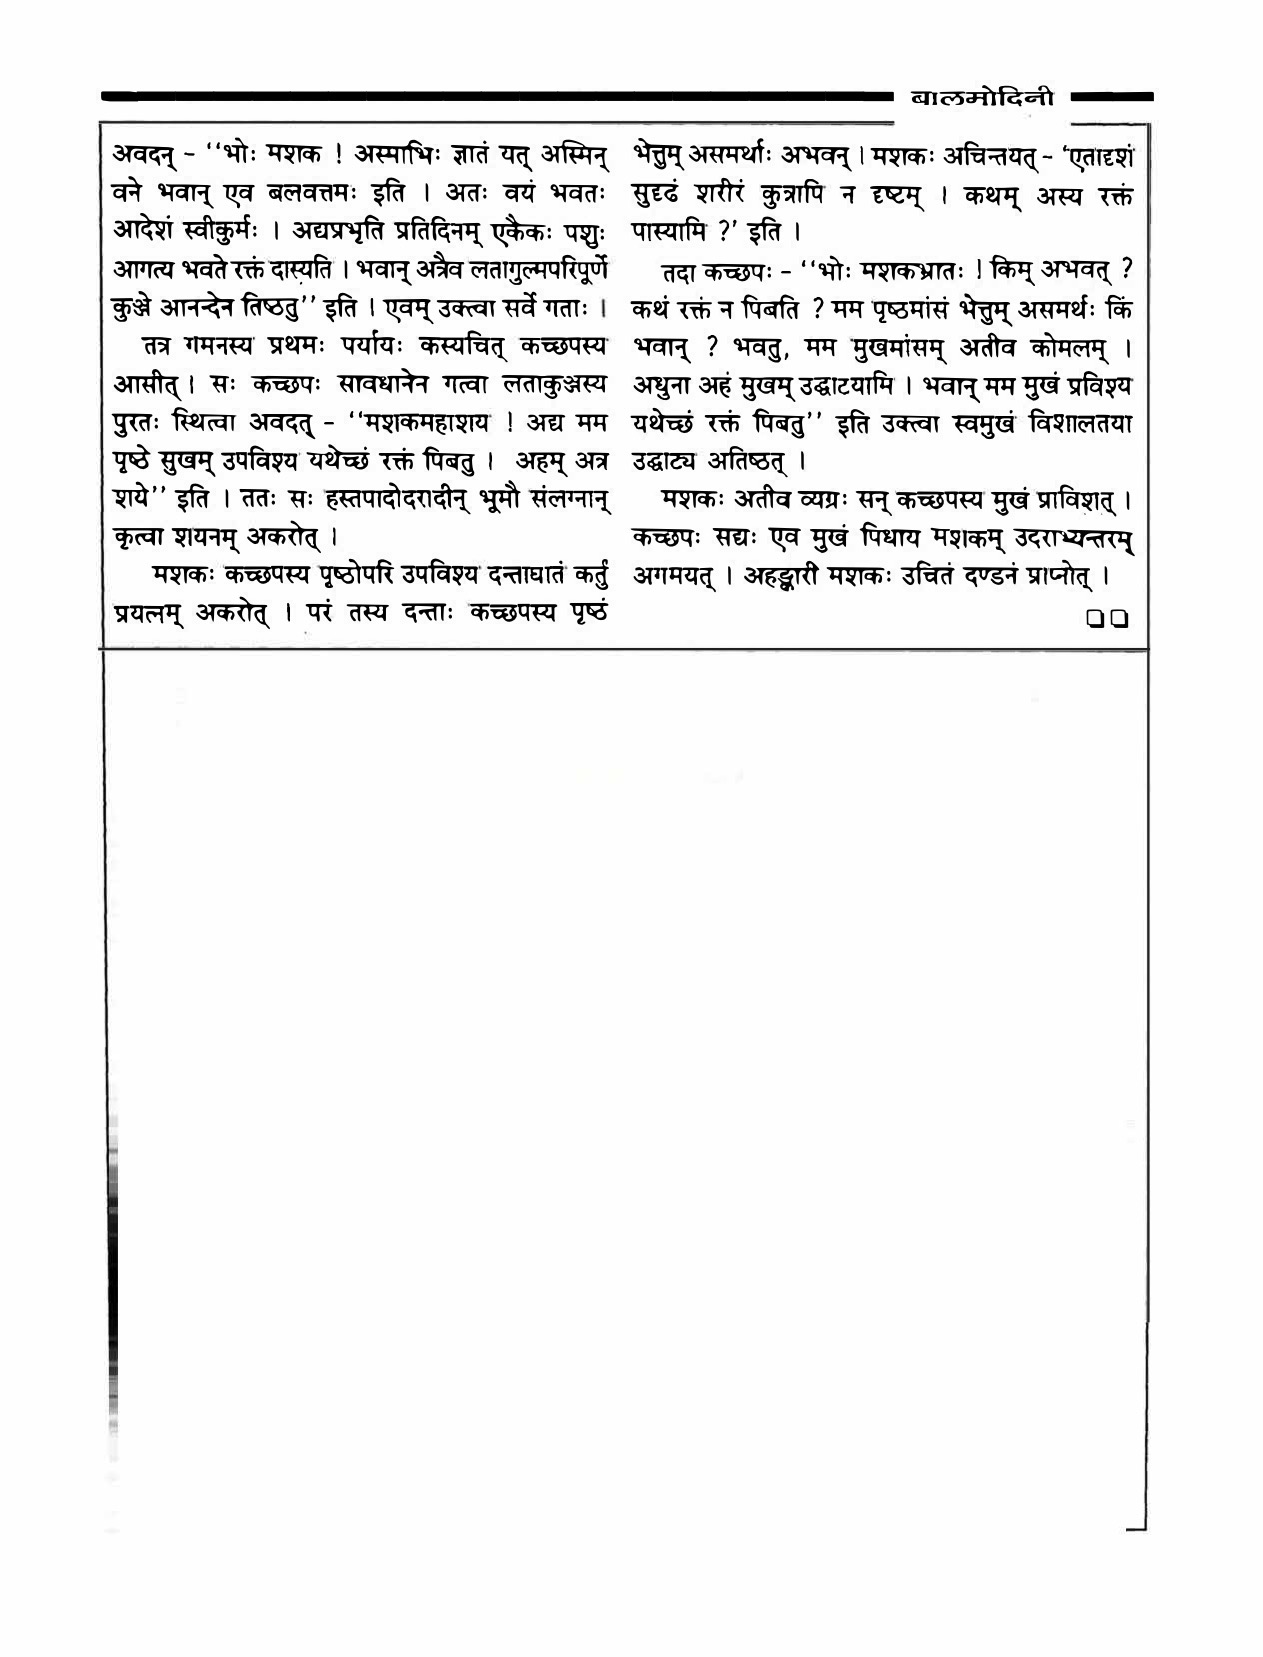 बालमोदिनी
अवदन् - ‘‘भोः मशक ! अस्माभिः ज्ञातं यत् अस्मिन्
वने भवान् एव बलवत्तमः इति । अतः वयं भवतः
आदेशं स्वीकुर्मः । अद्यप्रभृति प्रतिदिनम् एकैकः पशुः
आगत्य भवते रक्तं दास्यति । भवान् अत्रैव लतागुल्मपरिपूर्णे
कुञ्जे आनन्देन तिष्ठतु’’ इति । एवम् उक्त्वा सर्वे गताः ।
तत्र गमनस्य प्रथमः पर्यायः कस्यचित् कच्छपस्य
आसीत् । सः कच्छपः सावधानेन गत्वा लताकुञ्जस्य
पुरतः स्थित्वा अवदत् - ‘‘मशकमहाशय ! अद्य मम
पृष्ठे सुखम् उपविश्य यथेच्छं रक्तं पिबतु । अहम् अत्र
शये’’ इति । ततः सः हस्तपादोदरादीन् भूमौ संलग्नान्
कृत्वा शयनम् अकरोत् ।
मशकः कच्छपस्य पृष्ठोपरि उपविश्य दन्ताघातं कर्तुं
प्रयत्नम् अकरोत् । परं तस्य दन्ताः कच्छपस्य पृष्ठं
भेत्तुम् असमर्थाः अभवन् । मशकः अचिन्तयत् - ‘एतादृशं
सुदृढं शरीरं कुत्रापि न दृष्टम् । कथम् अस्य रक्तं
पास्यामि ?’ इति ।
तदा कच्छपः - ‘‘भोः मशकभ्रातः ! किम् अभवत् ?
कथं रक्तं न पिबति ? मम पृष्ठमांसं भेत्तुम् असमर्थः किं
भवान् ? भवतु, मम मुखमांसम् अतीव कोमलम् ।
अधुना अहं मुखम् उद्घाटयामि । भवान् मम मुखं प्रविश्य
यथेच्छं रक्तं पिबतु’’ इति उक्त्वा स्वमुखं विशालतया
उद्घाट्य अतिष्ठत् ।
मशकः अतीव व्यग्रः सन् कच्छपस्य मुखं प्राविशत् ।
कच्छपः सद्यः एव मुखं पिधाय मशकम् उदराभ्यन्तरम्
अगमयत् । अहङ्कारी मशकः उचितं दण्डनं प्राप्नोत् ।